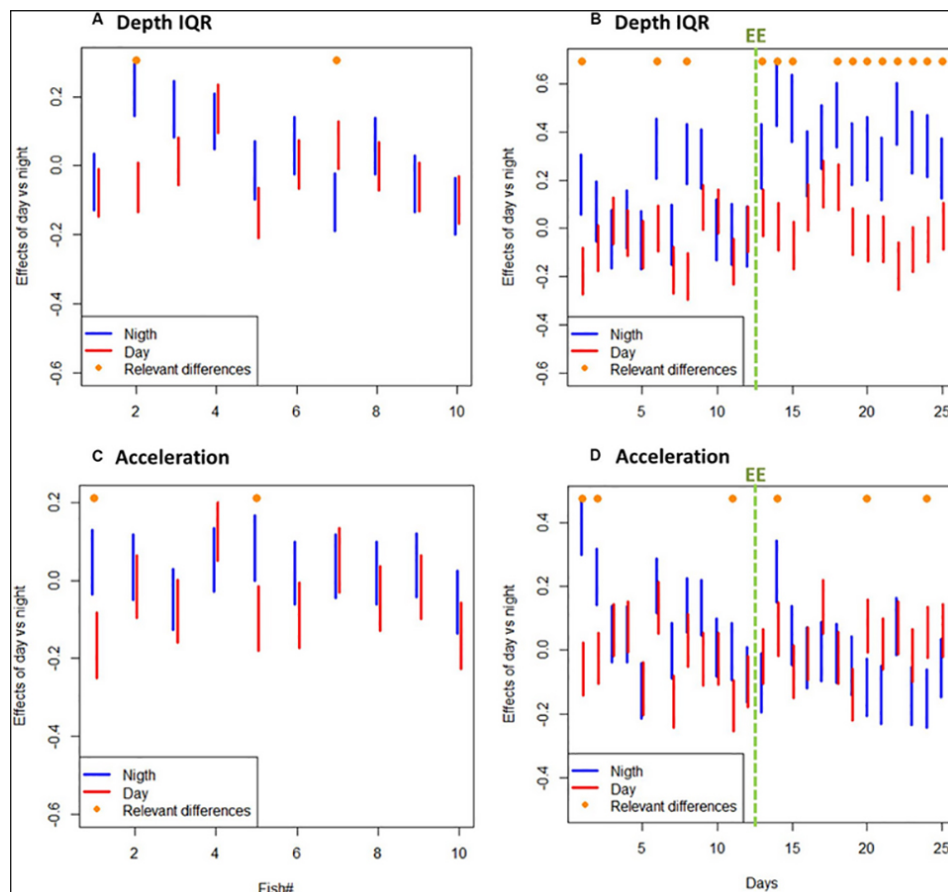 A Depth IQR
Effects of day vs night
0.2
0.0
-0.2
-0.4
-0.6
Nigth
Day
Relevant differences
2 4 6 8 10
B Depth IQR
EE
Effects of day vs night
0.6
0.4
0.2
0.0
-0.2
-0.4
-0.6
Nigth
Day
Relevant differences
5 10 15 20 25
C Acceleration
Effects of day vs night
0.2
0.0
-0.2
-0.4
-0.6
Nigth
Day
Relevant differences
2 4 6 8 10
Fish#
D Acceleration
EE
Effects of day vs night
0.4
0.2
0.0
-0.2
-0.4
Nigth
Day
Relevant differences
5 10 15 20 25
Days